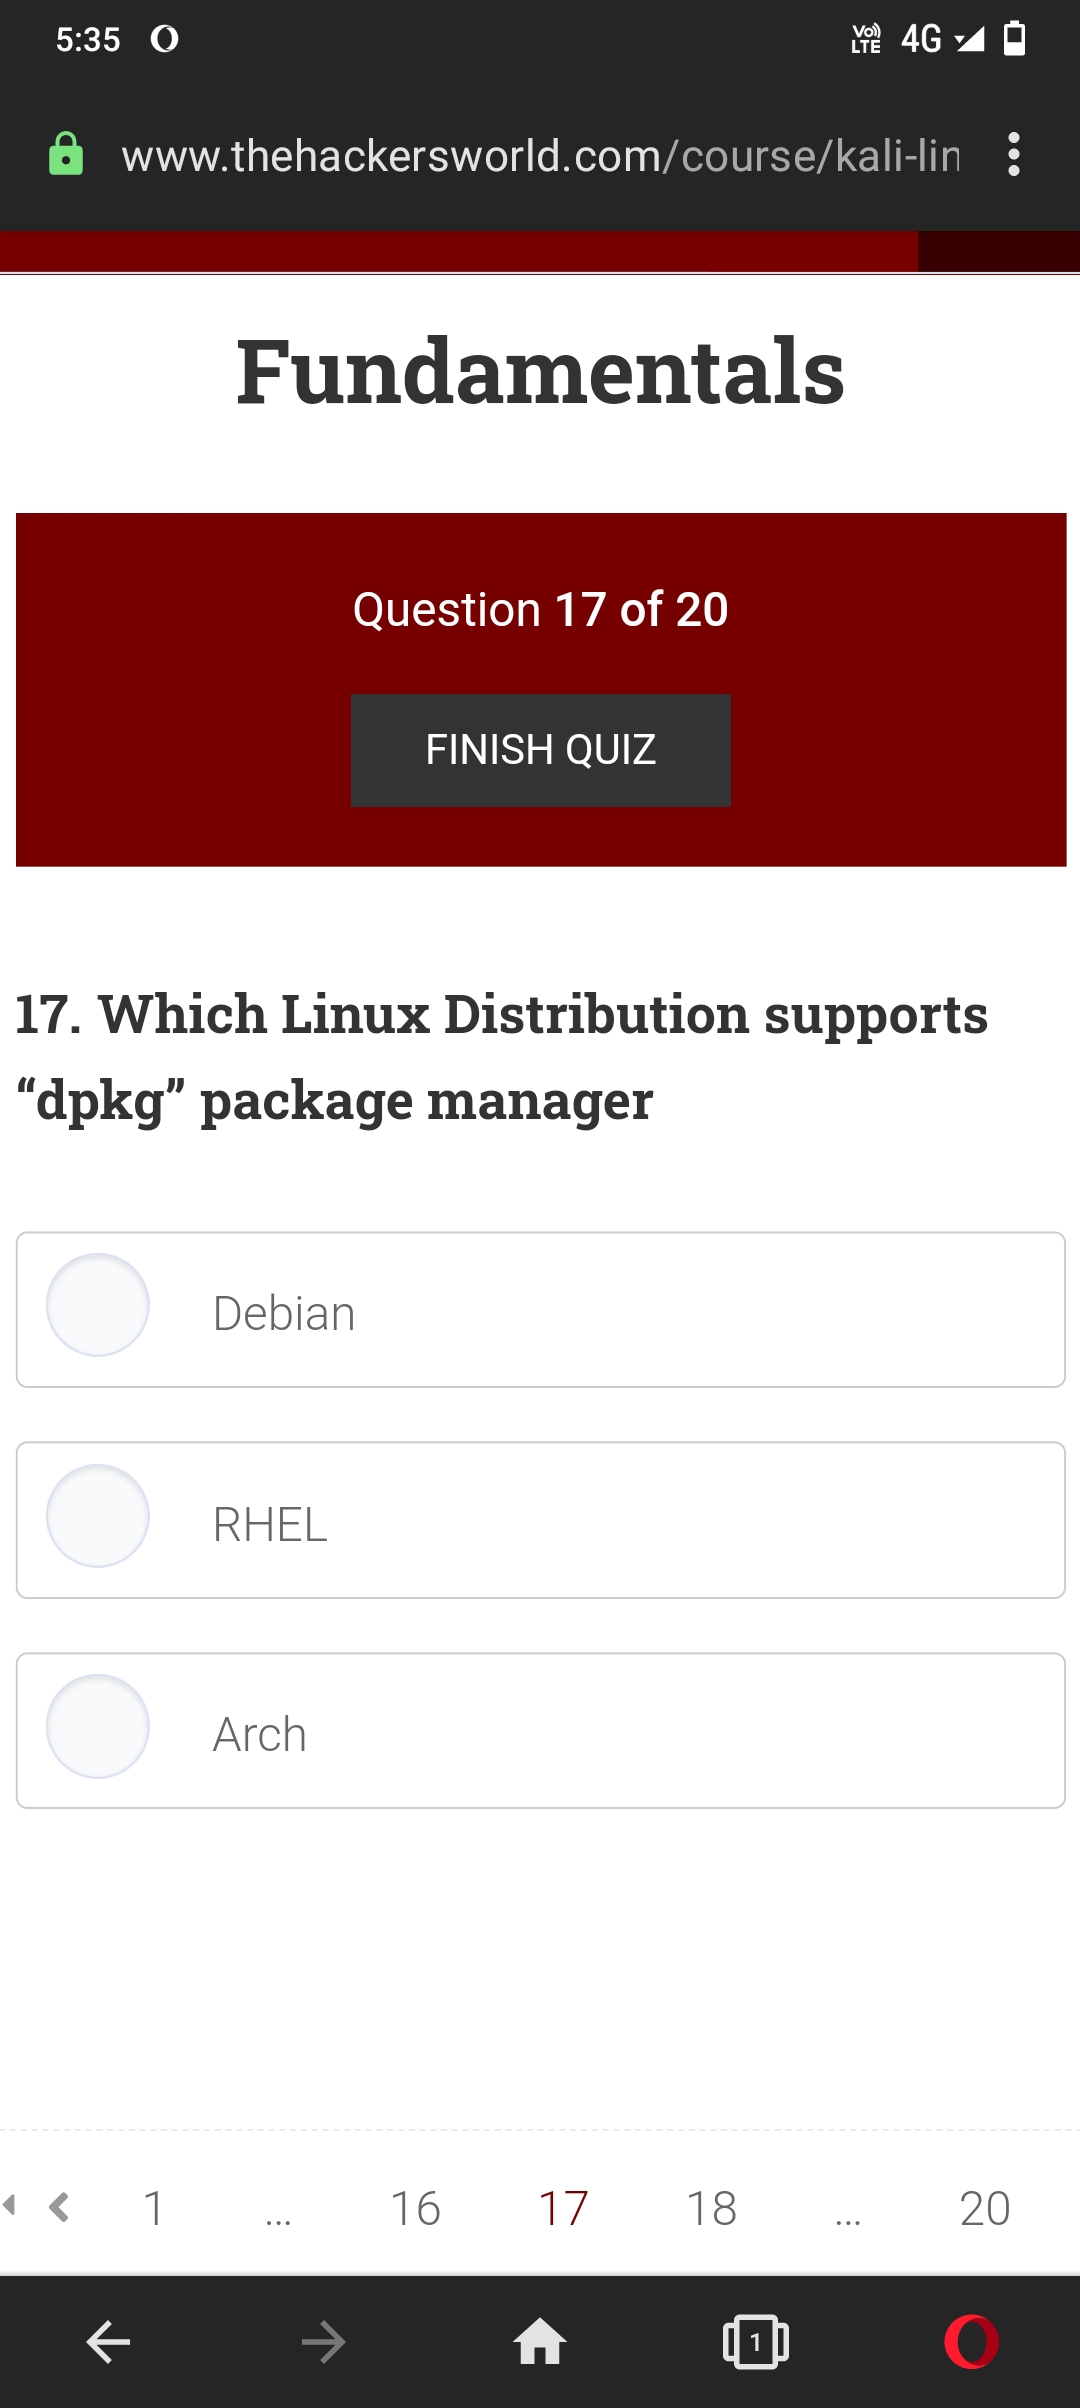 5:35 Vo)) LTE 4G
www.thehackersworld.com/course/kali-lin
Fundamentals
Question 17 of 20
FINISH QUIZ
17. Which Linux Distribution supports
“dpkg” package manager
Debian
RHEL
Arch
1 ... 16 17 18 ... 20
1